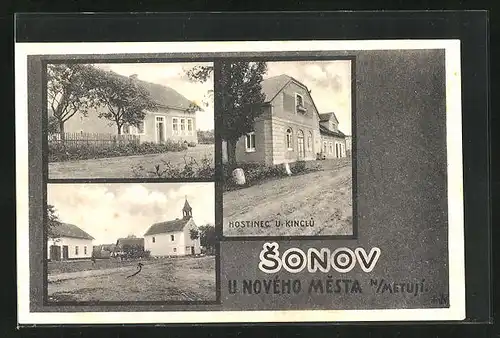 HOSTINEC U KINCLŮ
ŠONOV
U NOVÉHO MĚSTA N/METUJÍ.